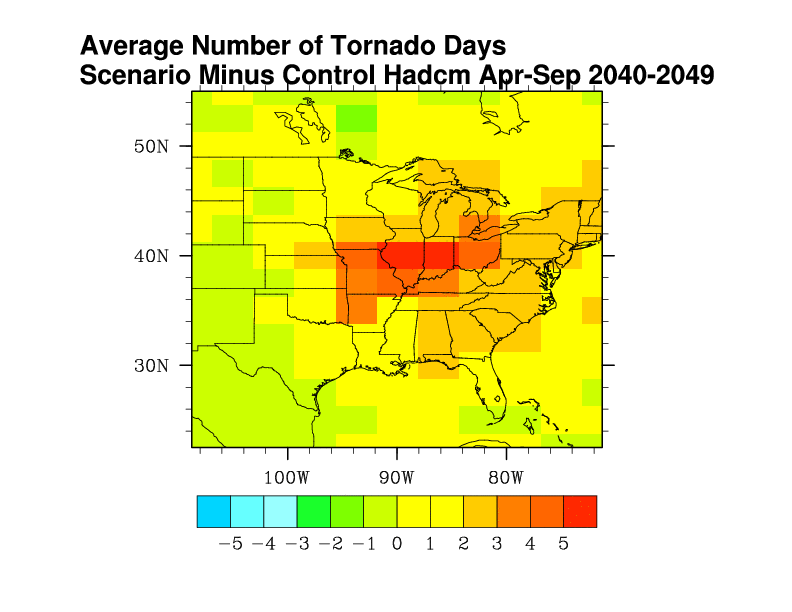 Average Number of Tornado Days
Scenario Minus Control Hadcm Apr-Sep 2040-2049
50N
40N
30N
100W 90W 80W
−5 −4 −3 −2 −1 0 1 2 3 4 5